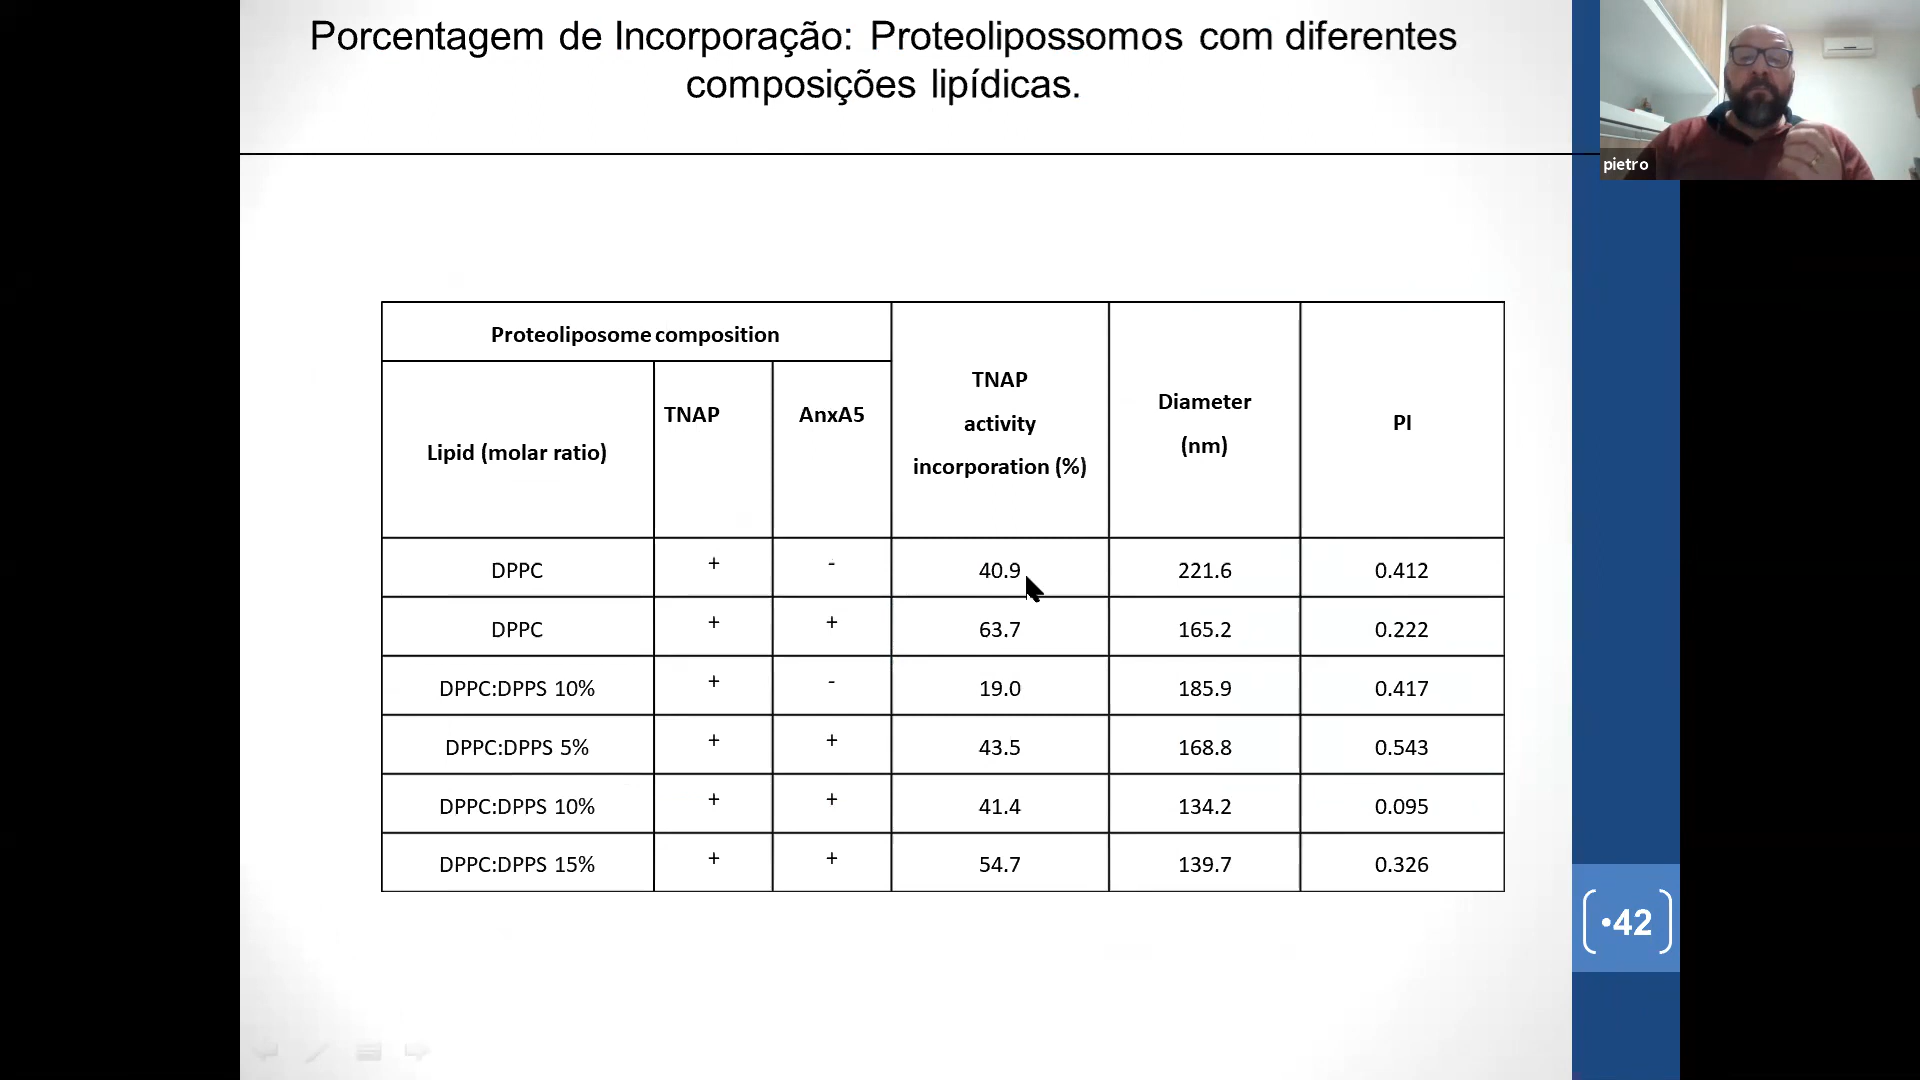 Porcentagem de Incorporação: Proteolipossomos com diferentes
composições lipídicas.
pietro
Proteoliposome composition
Lipid (molar ratio)
TNAP
AnxA5
TNAP
activity
incorporation (%)
Diameter
(nm)
PI
DPPC + - 40.9 221.6 0.412
DPPC + + 63.7 165.2 0.222
DPPC:DPPS 10% + - 19.0 185.9 0.417
DPPC:DPPS 5% + + 43.5 168.8 0.543
DPPC:DPPS 10% + + 41.4 134.2 0.095
DPPC:DPPS 15% + + 54.7 139.7 0.326
•42